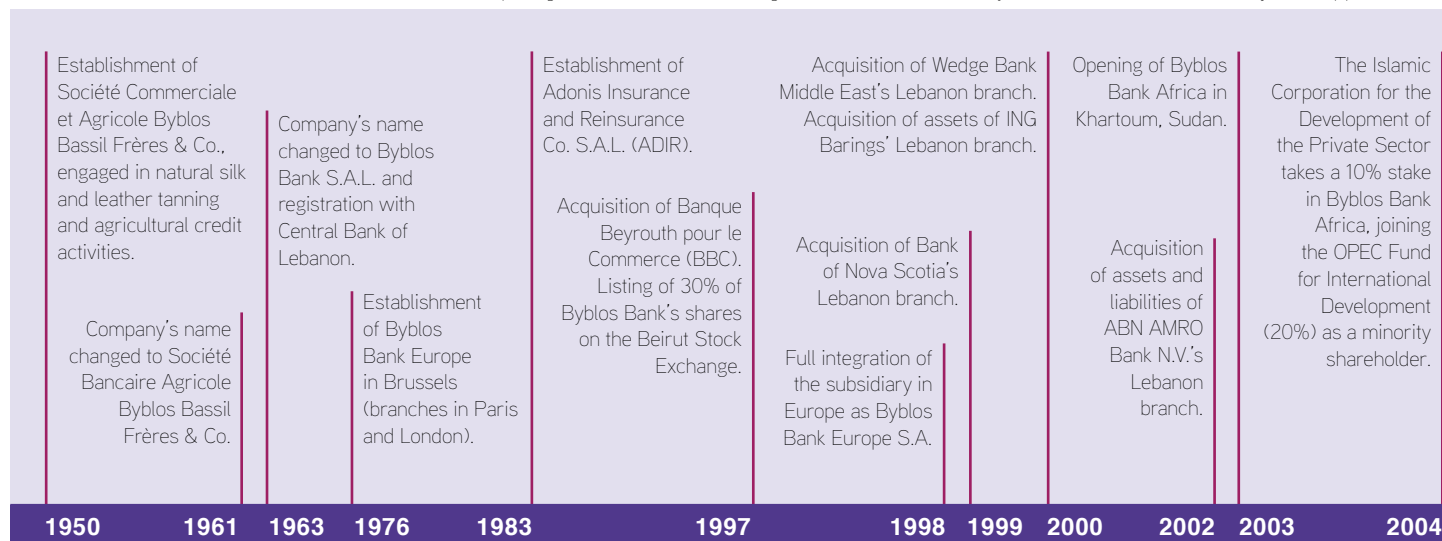 Establishment of
Société Commerciale
et Agricole Byblos
Bassil Frères & Co.,
engaged in natural silk
and leather tanning
and agricultural credit
activities.
Company's name
changed to Société
Bancaire Agricole
Byblos Bassil
Frères & Co.
Company's name
changed to Byblos
Bank S.A.L. and
registration with
Central Bank of
Lebanon.
Establishment
of Byblos
Bank Europe
in Brussels
(branches in Paris
and London).
Establishment of
Adonis Insurance
and Reinsurance
Co. S.A.L. (ADIR).
Acquisition of Banque
Beyrouth pour le
Commerce (BBC).
Listing of 30% of
Byblos Bank's shares
on the Beirut Stock
Exchange.
Acquisition of Wedge Bank
Middle East's Lebanon branch.
Acquisition of assets of ING
Barings' Lebanon branch.
Acquisition of Bank
of Nova Scotia's
Lebanon branch.
Full integration of
the subsidiary in
Europe as Byblos
Bank Europe S.A.
Opening of Byblos
Bank Africa in
Khartoum, Sudan.
Acquisition
of assets and
liabilities of
ABN AMRO
Bank N.V.'s
Lebanon
branch.
The Islamic
Corporation for the
Development of
the Private Sector
takes a 10% stake
in Byblos Bank
Africa, joining
the OPEC Fund
for International
Development
(20%) as a minority
shareholder.
1950 1961 1963 1976 1983 1997 1998 1999 2000 2002 2003 2004